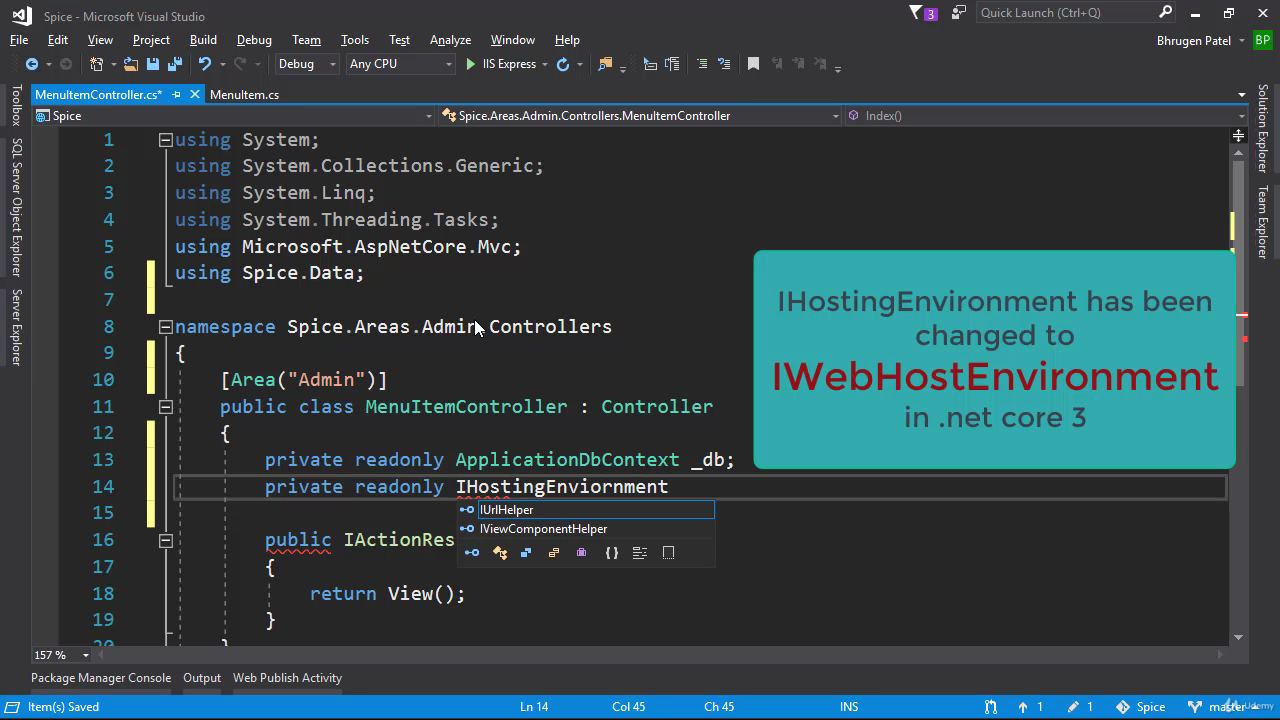 Spice - Microsoft Visual Studio
3
Quick Launch (Ctrl+Q)
File Edit View Project Build Debug Team Tools Test Analyze Window Help
Bhrugen Patel BP
Debug Any CPU IIS Express
MenuItemController.cs* MenuItem.cs
Spice Spice.Areas.Admin.Controllers.MenuItemController Index()
Toolbox
SQL Server Object Explorer
Server Explorer
Solution Explorer
Team Explorer
1 using System;
2 using System.Collections.Generic;
3 using System.Linq;
4 using System.Threading.Tasks;
5 using Microsoft.AspNetCore.Mvc;
6 using Spice.Data;
7
8 namespace Spice.Areas.Admin.Controllers
9 {
10 [Area("Admin")]
11 public class MenuItemController : Controller
12 {
13 private readonly ApplicationDbContext _db;
14 private readonly IHostingEnviornment
15
IUrlHelper
IViewComponentHelper
16 public IActionRes
17 {
18 return View();
19 }
20 }
IHostingEnvironment has been
changed to
IWebHostEnvironment
in .net core 3
157 %
Package Manager Console Output Web Publish Activity
Item(s) Saved Ln 14 Col 45 Ch 45 INS 1 1 Spice master
Udemy